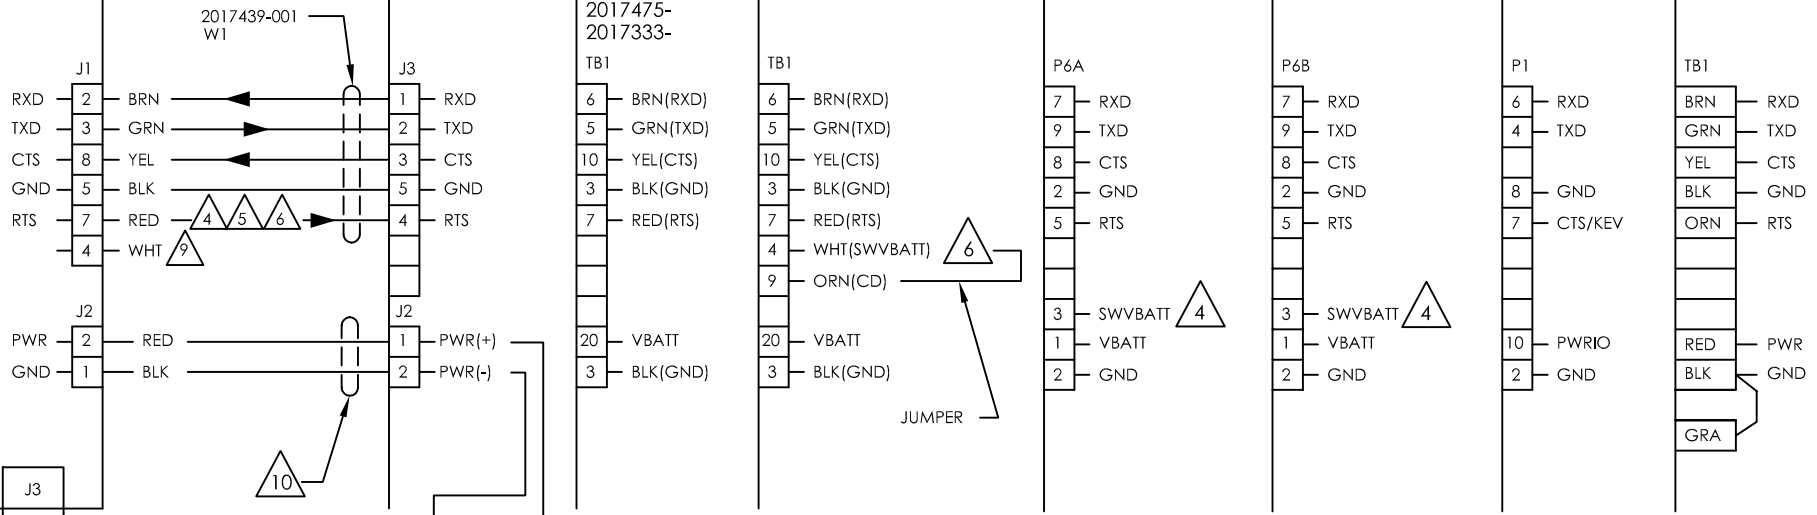 2017439-001
W1
2017475-
2017333-
J1
J3
TB1
TB1
P6A
P6B
P1
TB1
RXD 2 BRN 1 RXD
TXD 3 GRN 2 TXD
CTS 8 YEL 3 CTS
GND 5 BLK 5 GND
RTS 7 RED 4 5 6 4 RTS
4 WHT 9
J2
J2
PWR 2 RED 1 PWR(+)
GND 1 BLK 2 PWR(-)
10
J3
6 BRN(RXD)
5 GRN(TXD)
10 YEL(CTS)
3 BLK(GND)
7 RED(RTS)
20 VBATT
3 BLK(GND)
6 BRN(RXD)
5 GRN(TXD)
10 YEL(CTS)
3 BLK(GND)
7 RED(RTS)
4 WHT(SWVBATT) 6
9 ORN(CD)
20 VBATT
3 BLK(GND)
JUMPER
7 RXD
9 TXD
8 CTS
2 GND
5 RTS
3 SWVBATT 4
1 VBATT
2 GND
7 RXD
9 TXD
8 CTS
2 GND
5 RTS
3 SWVBATT 4
1 VBATT
2 GND
6 RXD
4 TXD
8 GND
7 CTS/KEV
10 PWRIO
2 GND
BRN RXD
GRN TXD
YEL CTS
BLK GND
ORN RTS
RED PWR
BLK GND
GRA